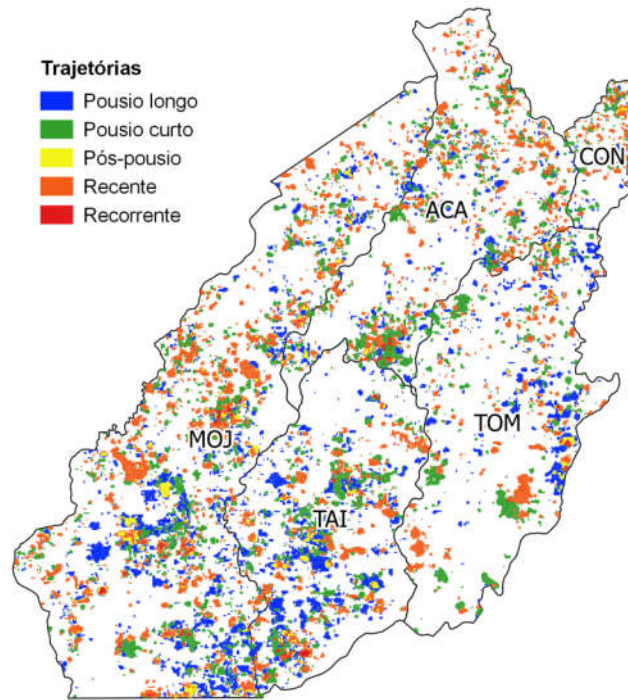 Trajetórias
Pousio longo
Pousio curto
Pós-pousio
Recente
Recorrente
CON
ACA
TOM
MOJ
TAI